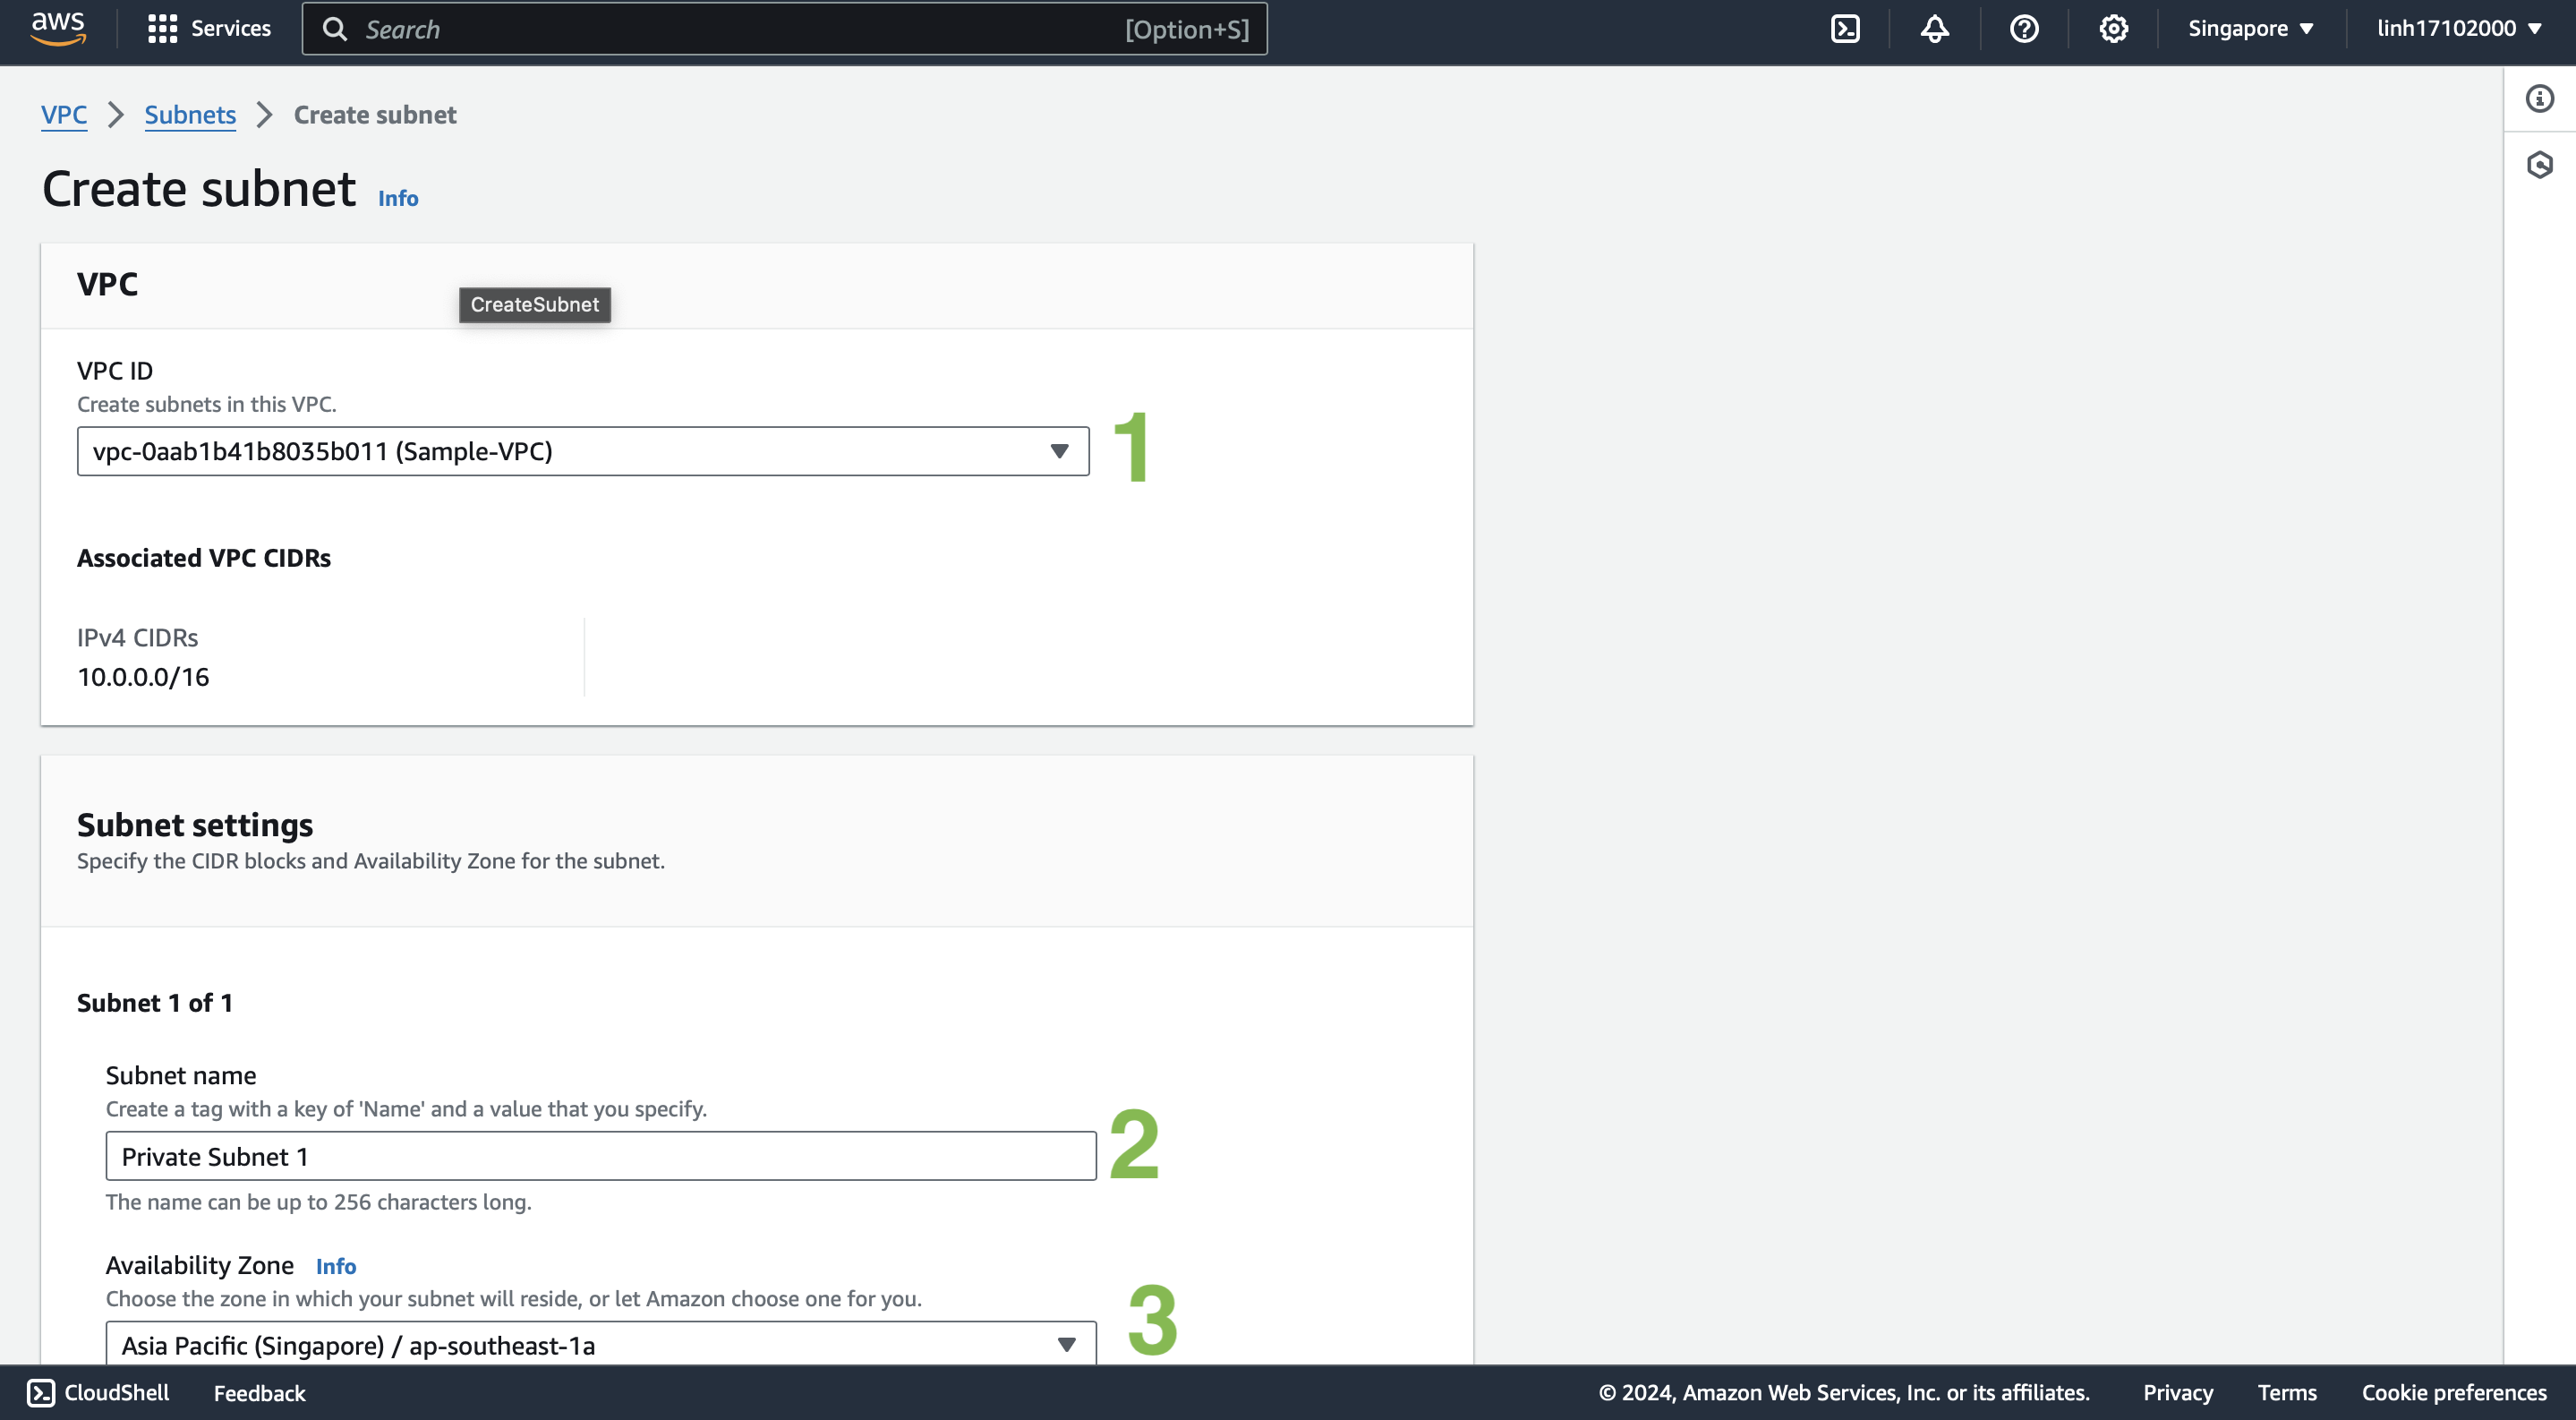 aws
Services
Search
[Option+S]
Singapore
linh17102000
VPC
Subnets
Create subnet
Create subnet Info
VPC
CreateSubnet
VPC ID
Create subnets in this VPC.
vpc-0aab1b41b8035b011 (Sample-VPC)
1
Associated VPC CIDRs
IPv4 CIDRs
10.0.0.0/16
Subnet settings
Specify the CIDR blocks and Availability Zone for the subnet.
Subnet 1 of 1
Subnet name
Create a tag with a key of 'Name' and a value that you specify.
Private Subnet 1
2
The name can be up to 256 characters long.
Availability Zone Info
Choose the zone in which your subnet will reside, or let Amazon choose one for you.
Asia Pacific (Singapore) / ap-southeast-1a
3
CloudShell
Feedback
© 2024, Amazon Web Services, Inc. or its affiliates.
Privacy
Terms
Cookie preferences